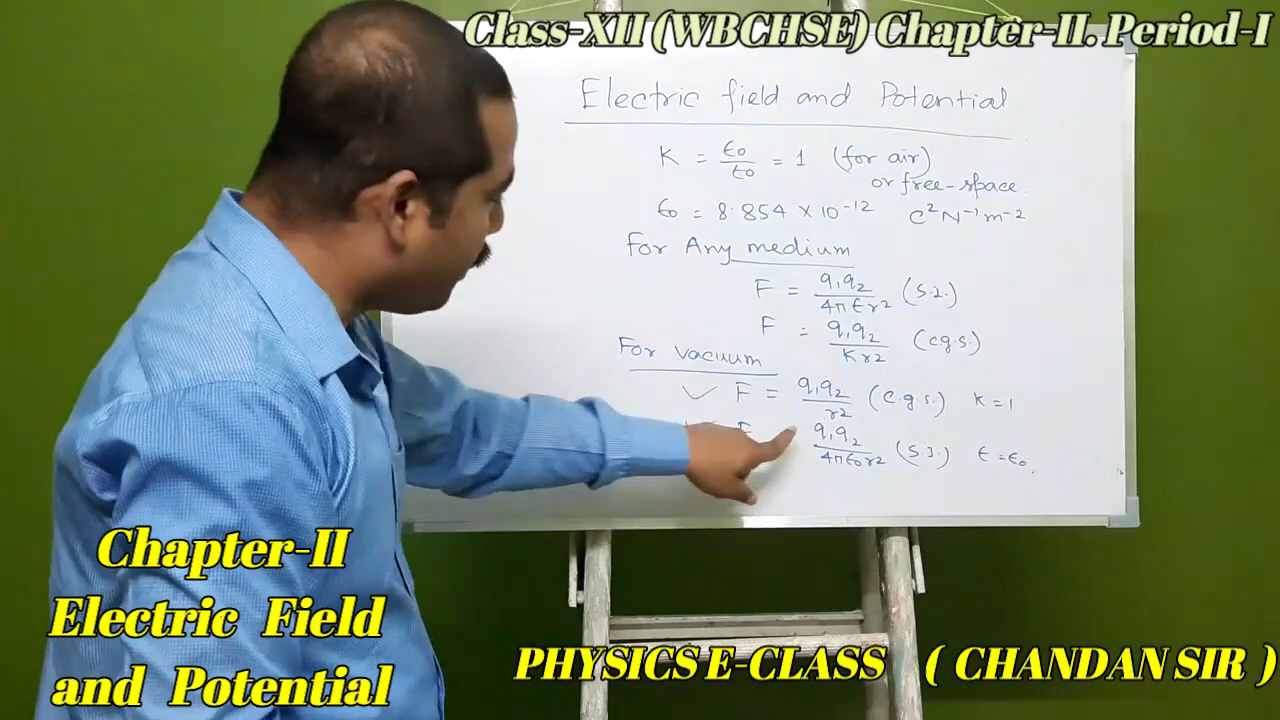 Class-XII (WBCHSE) Chapter-II. Period-I
Electric field and Potential
K = ϵ0/ϵ0 = 1 (for air)
or free-space.
ϵ0 = 8.854 × 10⁻¹² C²N⁻¹m⁻²
For Any medium
F = q₁q₂/4πϵr² (S.I.)
F = q₁q₂/Kr² (c.g.s.)
For vacuum
✓ F = q₁q₂/r² (c.g.s.) K=1
F q₁q₂/4πϵ₀r² (S.I.) ϵ=ϵ₀.
Chapter-II
Electric Field
and Potential
PHYSICS E-CLASS ( CHANDAN SIR )